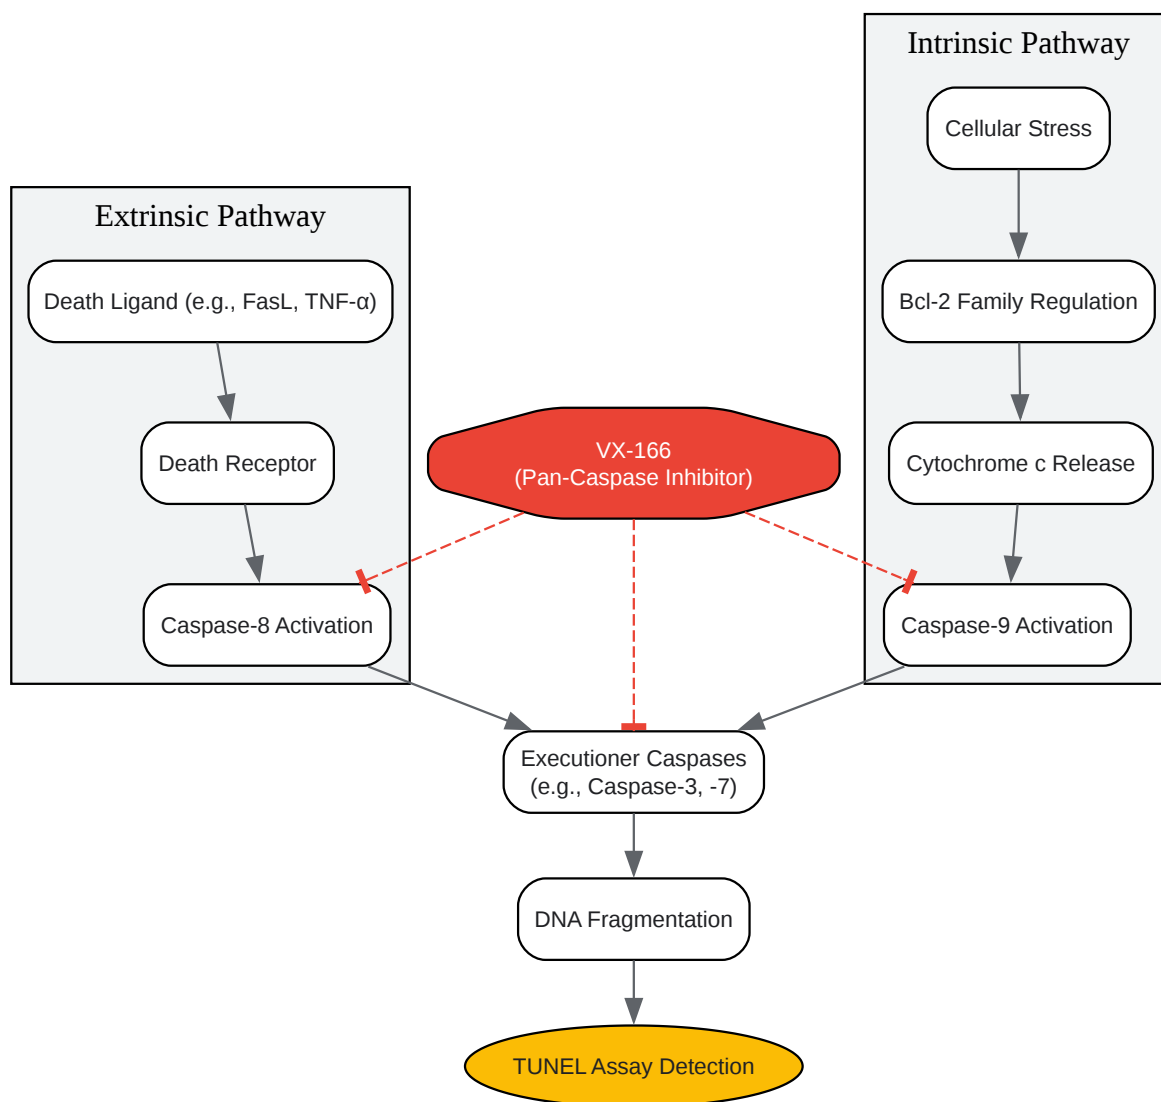 Intrinsic Pathway
Cellular Stress
Extrinsic Pathway
Death Ligand (e.g., FasL, TNF-α)
Bcl-2 Family Regulation
Death Receptor
VX-166
(Pan-Caspase Inhibitor)
Cytochrome c Release
Caspase-8 Activation
Caspase-9 Activation
Executioner Caspases
(e.g., Caspase-3, -7)
DNA Fragmentation
TUNEL Assay Detection